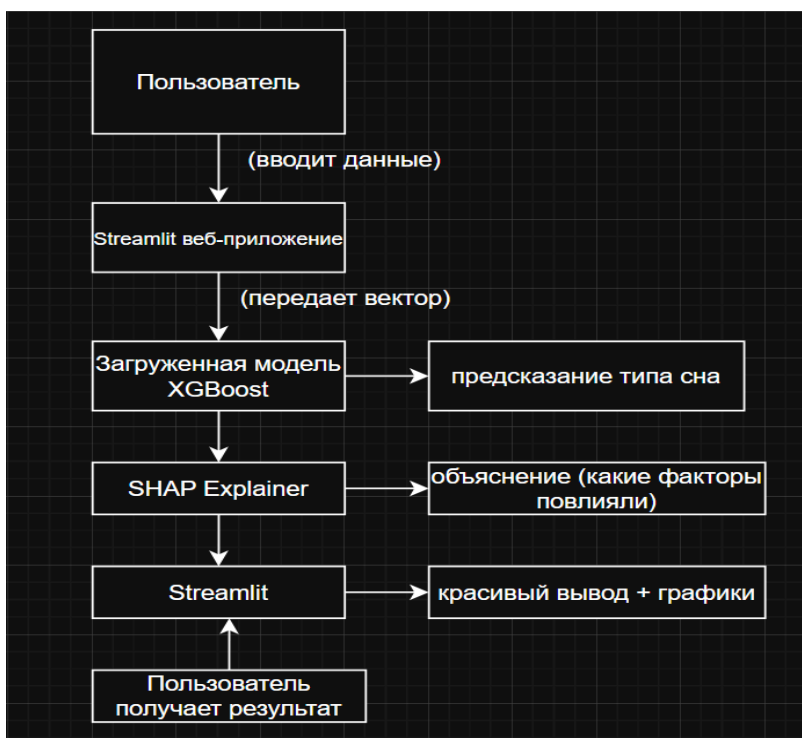 Пользователь
(вводит данные)
Streamlit веб-приложение
(передает вектор)
Загруженная модель
XGBoost
предсказание типа сна
SHAP Explainer
объяснение (какие факторы
повлияли)
Streamlit
красивый вывод + графики
Пользователь
получает результат